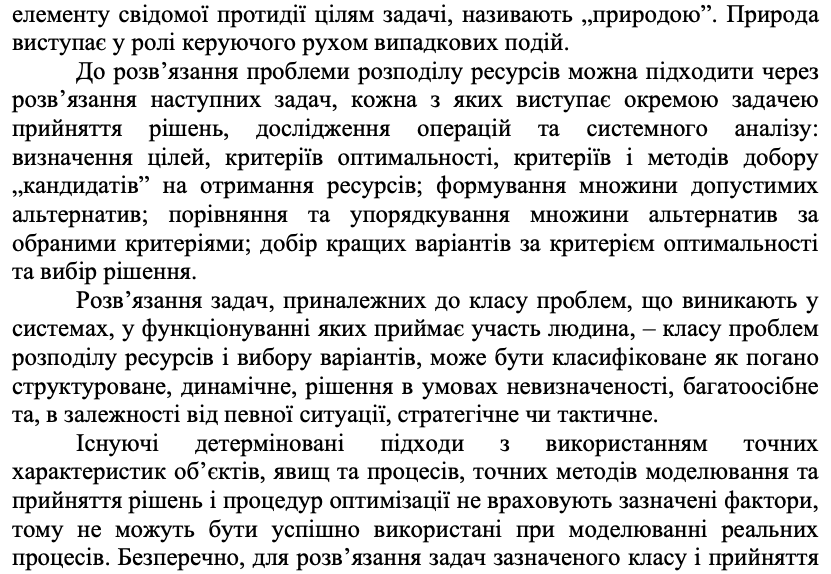 елементу свідомої протидії цілям задачі, називають „природою”. Природа
виступає у ролі керуючого рухом випадкових подій.
До розв’язання проблеми розподілу ресурсів можна підходити через
розв’язання наступних задач, кожна з яких виступає окремою задачею
прийняття рішень, дослідження операцій та системного аналізу:
визначення цілей, критеріїв оптимальності, критеріїв і методів добору
„кандидатів” на отримання ресурсів; формування множини допустимих
альтернатив; порівняння та упорядкування множини альтернатив за
обраними критеріями; добір кращих варіантів за критерієм оптимальності
та вибір рішення.
Розв’язання задач, приналежних до класу проблем, що виникають у
системах, у функціонуванні яких приймає участь людина, – класу проблем
розподілу ресурсів і вибору варіантів, може бути класифіковане як погано
структуроване, динамічне, рішення в умовах невизначеності, багатоосібне
та, в залежності від певної ситуації, стратегічне чи тактичне.
Існуючі детерміновані підходи з використанням точних
характеристик об’єктів, явищ та процесів, точних методів моделювання та
прийняття рішень і процедур оптимізації не враховують зазначені фактори,
тому не можуть бути успішно використані при моделюванні реальних
процесів. Безперечно, для розв’язання задач зазначеного класу і прийняття